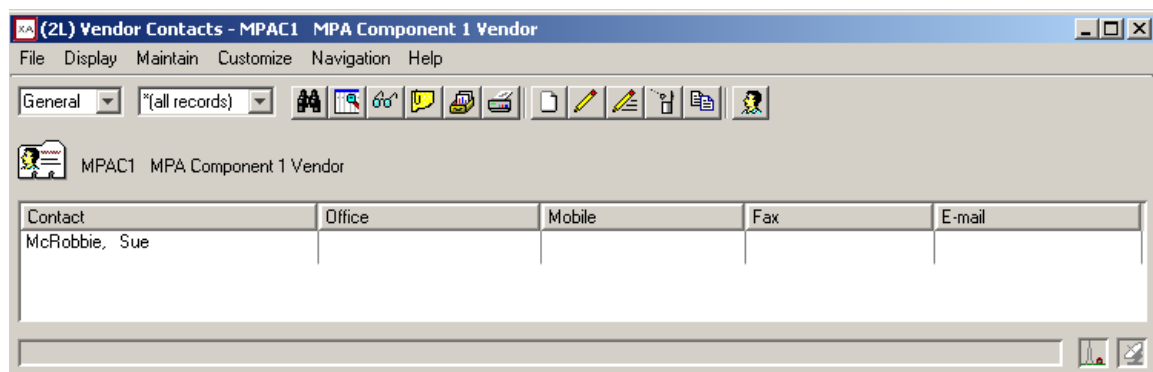 XA (2L) Vendor Contacts - MPAC1 MPA Component 1 Vendor
File Display Maintain Customize Navigation Help
General *(all records)
MPAC1 MPA Component 1 Vendor
Contact Office Mobile Fax E-mail
McRobbie, Sue